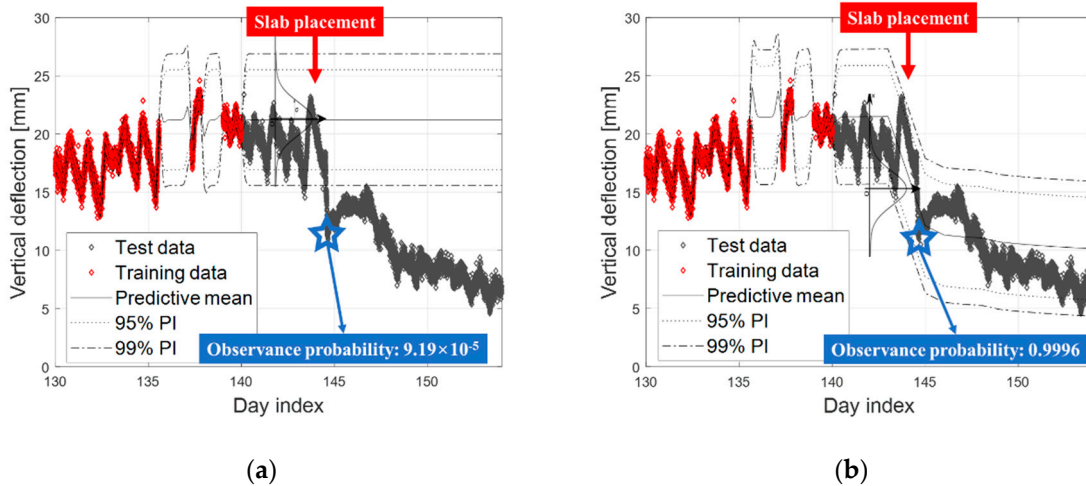 Slab placement
Vertical deflection [mm]
30
25
20
15
10
5
0
Test data
Training data
Predictive mean
95% PI
99% PI
Observance probability: 9.19×10⁻⁵
130
135
140
145
150
Day index
(a)
Slab placement
Vertical deflection [mm]
30
25
20
15
10
5
0
Test data
Training data
Predictive mean
95% PI
99% PI
Observance probability: 0.9996
130
135
140
145
150
Day index
(b)